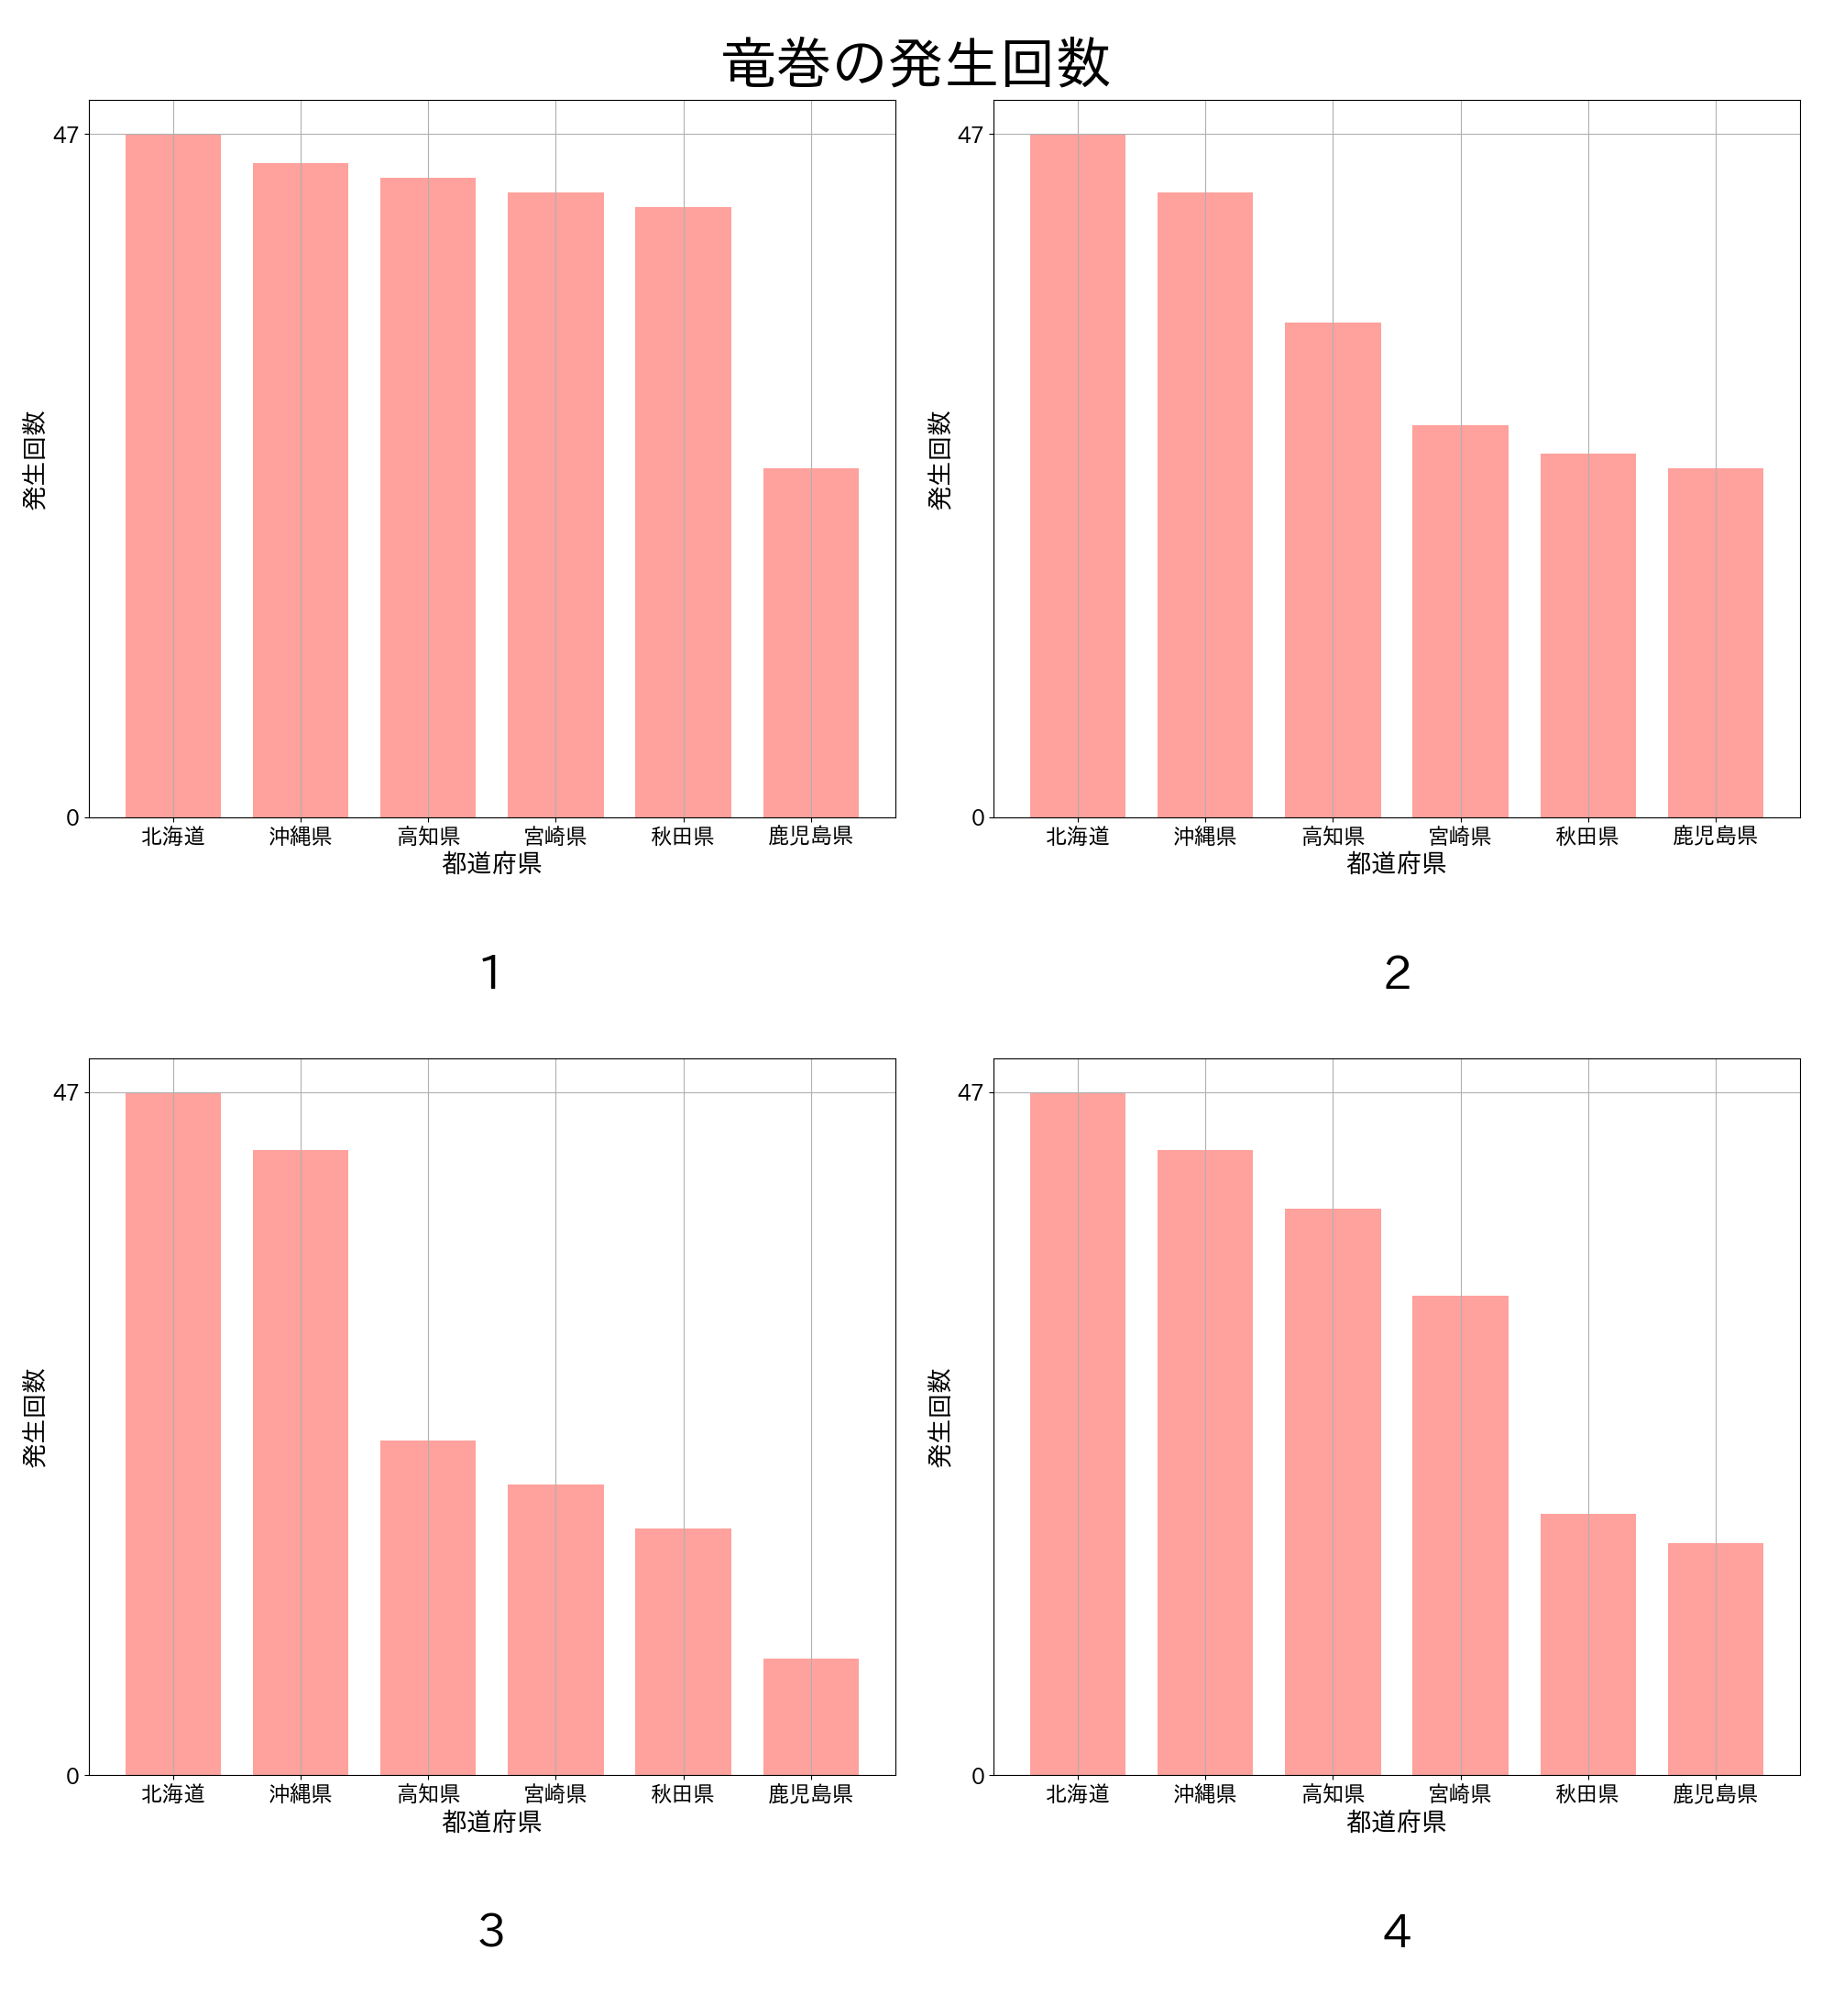 竜巻の発生回数
47
0
発生回数
北海道 沖縄県 高知県 宮崎県 秋田県 鹿児島県
都道府県
1
47
0
発生回数
北海道 沖縄県 高知県 宮崎県 秋田県 鹿児島県
都道府県
2
47
0
発生回数
北海道 沖縄県 高知県 宮崎県 秋田県 鹿児島県
都道府県
3
47
0
発生回数
北海道 沖縄県 高知県 宮崎県 秋田県 鹿児島県
都道府県
4